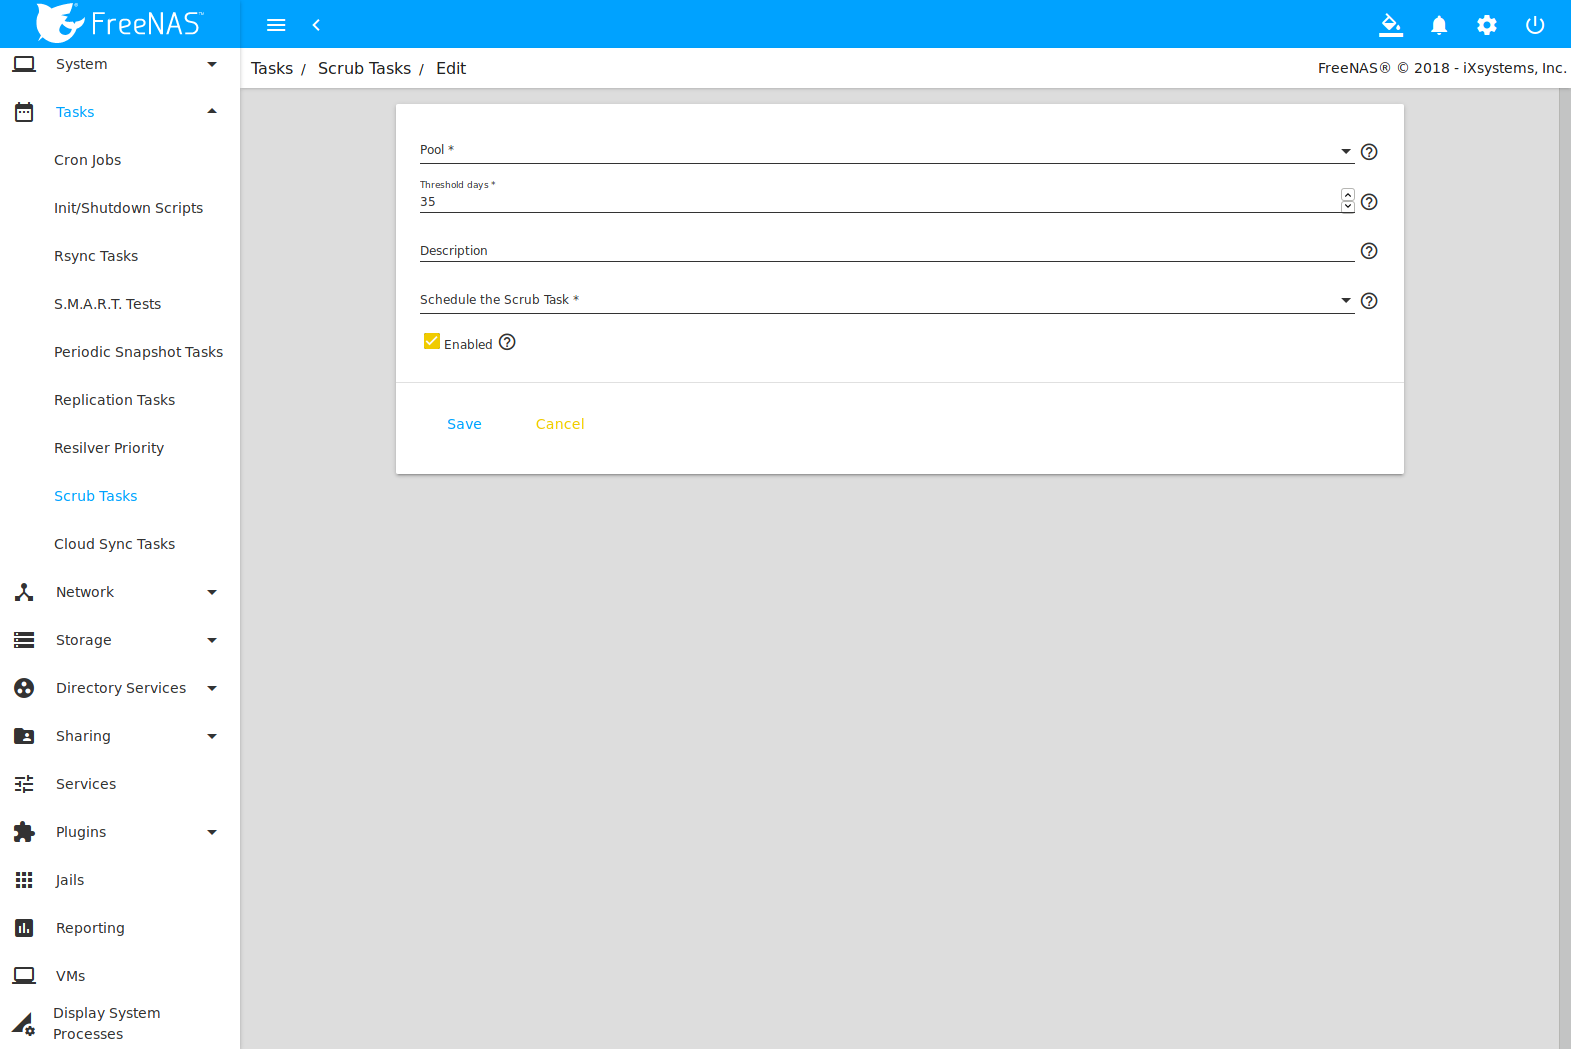 FreeNAS™
System
Tasks
Cron Jobs
Init/Shutdown Scripts
Rsync Tasks
S.M.A.R.T. Tests
Periodic Snapshot Tasks
Replication Tasks
Resilver Priority
Scrub Tasks
Cloud Sync Tasks
Network
Storage
Directory Services
Sharing
Services
Plugins
Jails
Reporting
VMs
Display System
Processes
Tasks / Scrub Tasks / Edit
FreeNAS® © 2018 - iXsystems, Inc.
Pool *
Threshold days *
35
Description
Schedule the Scrub Task *
Enabled
Save Cancel